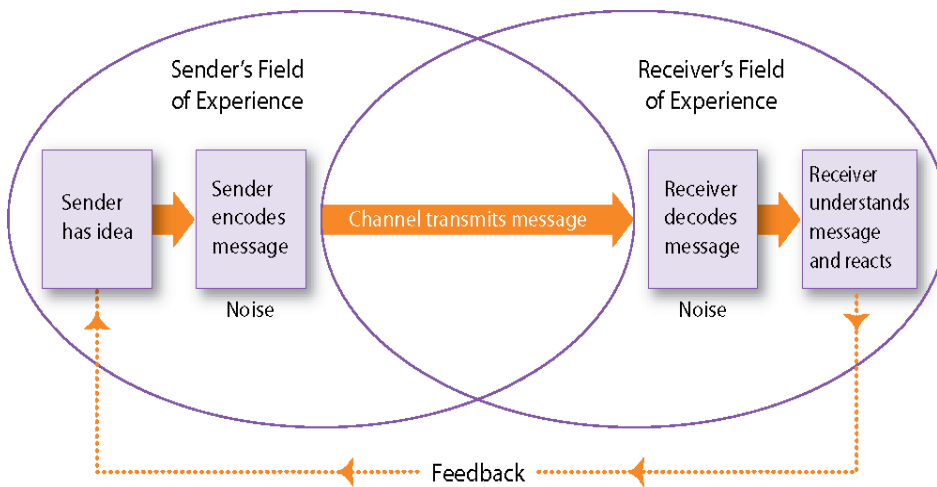 Sender's Field
of Experience
Receiver's Field
of Experience
Sender
has idea
Sender
encodes
message
Channel transmits message
Receiver
decodes
message
Receiver
understands
message
and reacts
Noise
Noise
Feedback